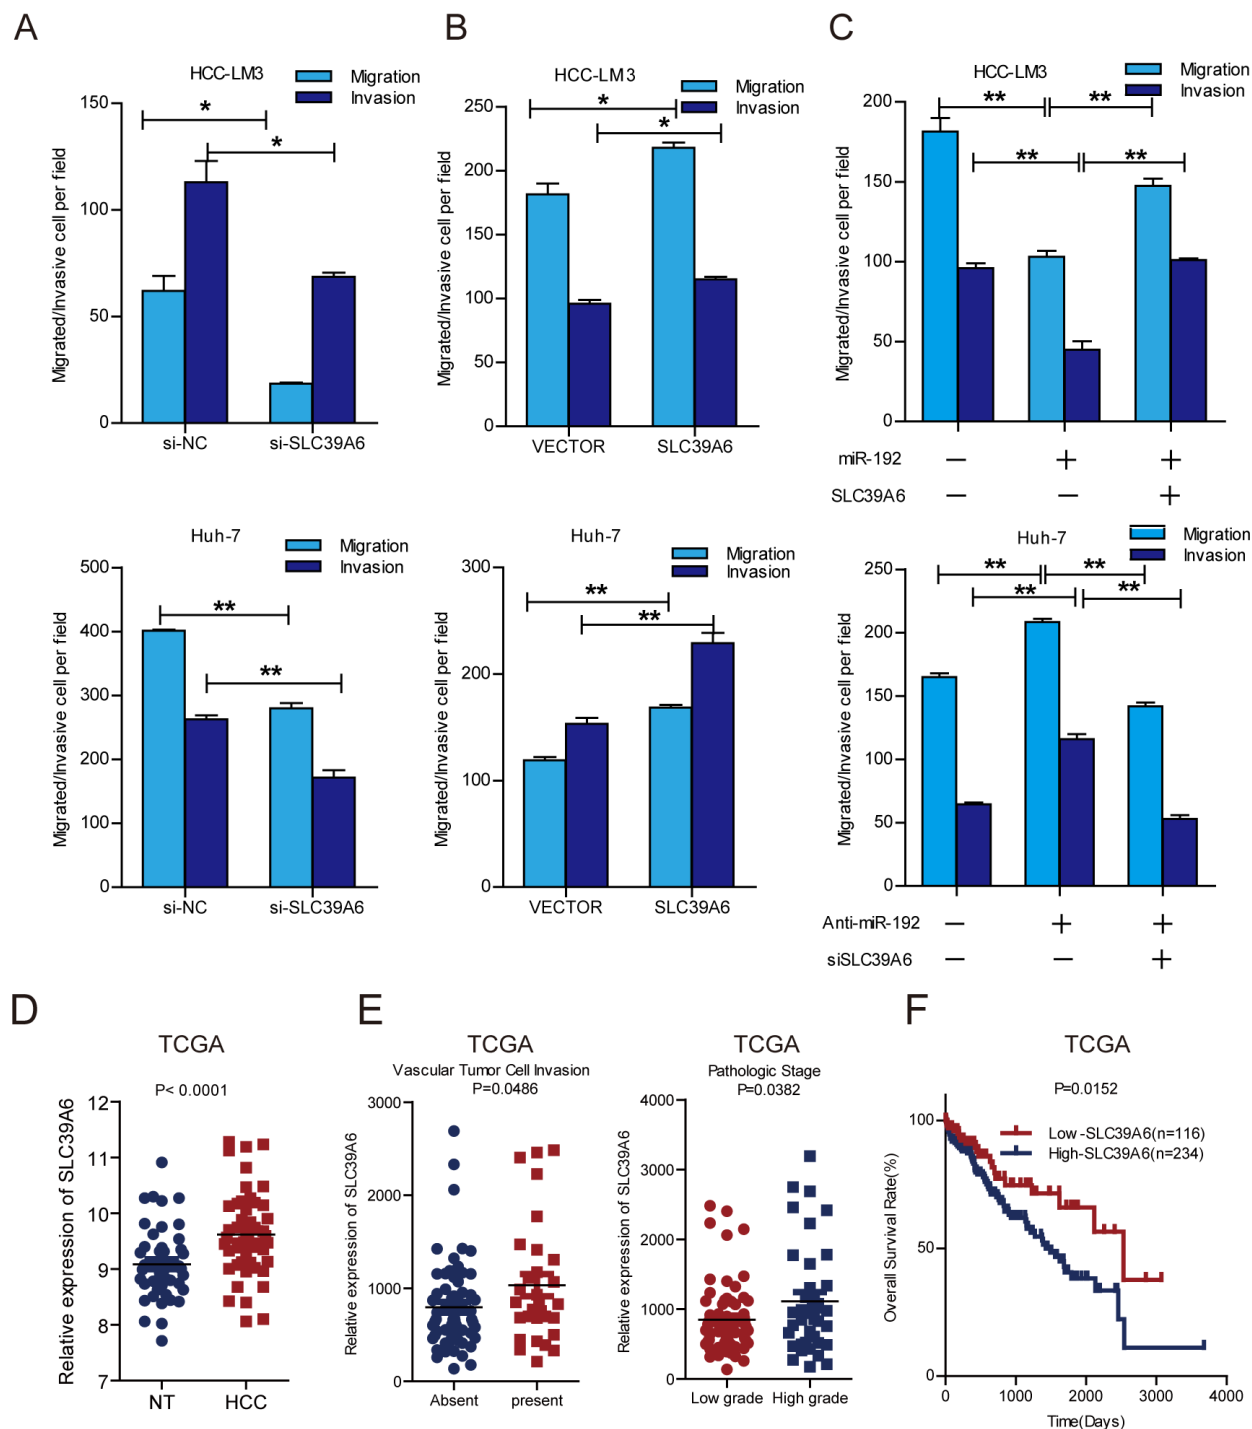 A
HCC-LM3
Migration
Invasion
*
*
Migrated/Invasive cell per field
150
100
50
0
si-NC
si-SLC39A6
Huh-7
Migration
Invasion
**
**
Migrated/Invasive cell per field
500
400
300
200
100
0
si-NC
si-SLC39A6
B
HCC-LM3
Migration
Invasion
*
*
Migrated/Invasive cell per field
250
200
150
100
50
0
VECTOR
SLC39A6
Huh-7
Migration
Invasion
**
**
Migrated/Invasive cell per field
300
200
100
0
VECTOR
SLC39A6
C
HCC-LM3
Migration
Invasion
**
**
**
**
Migrated/Invasive cell per field
200
150
100
50
0
miR-192 — + +
SLC39A6 — — +
Huh-7
Migration
Invasion
**
**
**
**
Migrated/Invasive cell per field
250
200
150
100
50
0
Anti-miR-192 — + +
siSLC39A6 — — +
D
TCGA
P< 0.0001
Relative expression of SLC39A6
12
11
10
9
8
7
NT
HCC
E
TCGA
Vascular Tumor Cell Invasion
P=0.0486
Relative expression of SLC39A6
3000
2000
1000
0
Absent
present
TCGA
Pathologic Stage
P=0.0382
Relative expression of SLC39A6
4000
3000
2000
1000
0
Low grade
High grade
F
TCGA
P=0.0152
Low-SLC39A6(n=116)
High-SLC39A6(n=234)
Overall Survival Rate(%)
100
50
0
0 1000 2000 3000 4000
Time(Days)